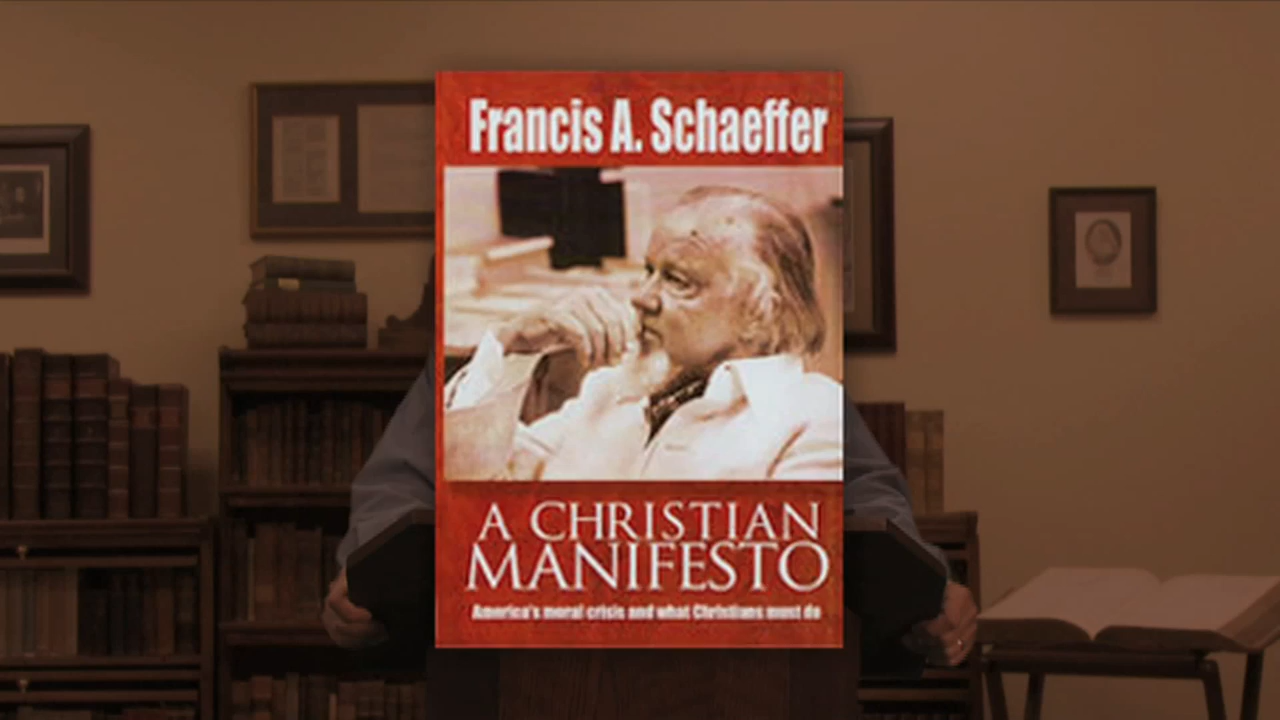 Francis A. Schaeffer
A CHRISTIAN
MANIFESTO
America's moral crisis and what Christians must do